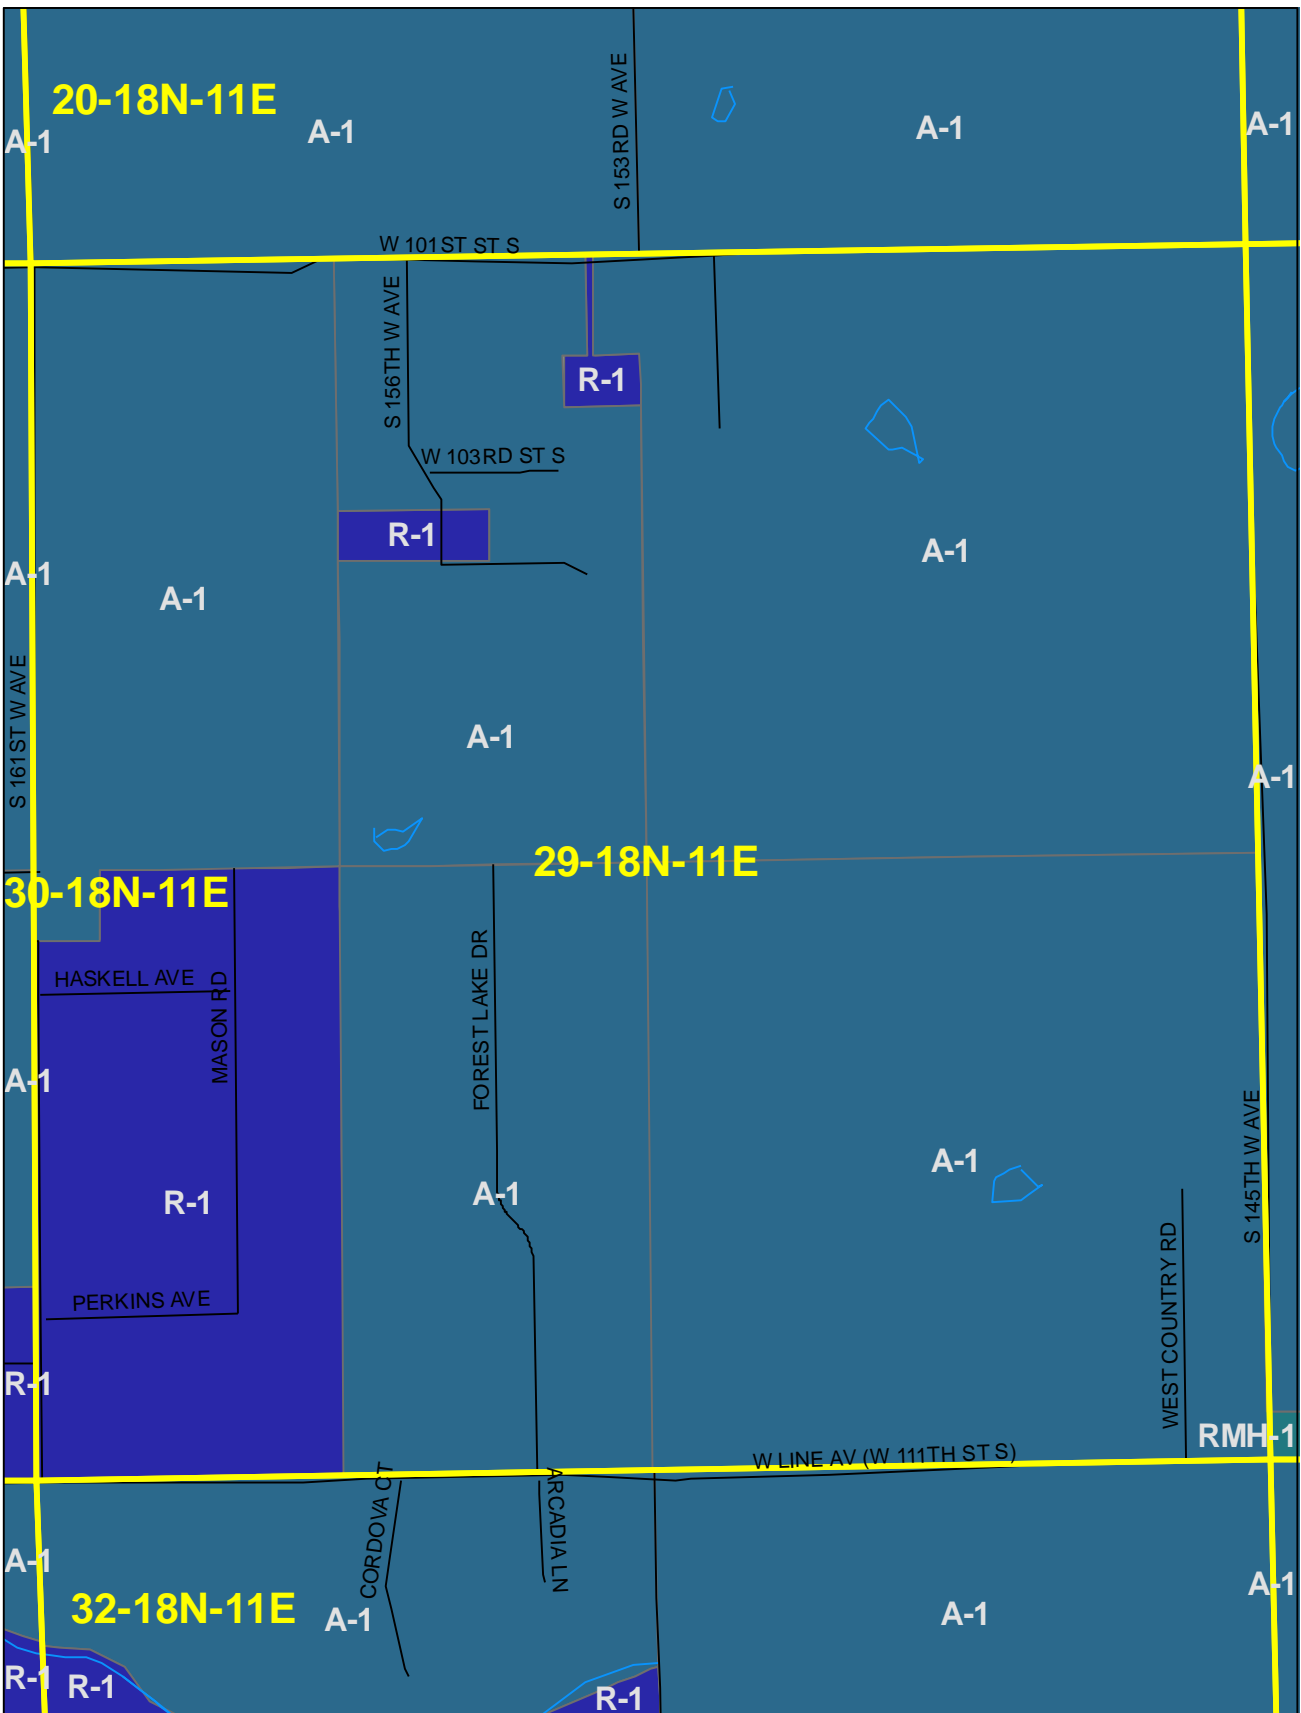 S 153RD W AVE
20-18N-11E
A-1
A-1
A-1
A-1
W 101ST ST S
S 156TH W AVE
R-1
W 103RD ST S
R-1
A-1
A-1
A-1
S 161ST W AVE
A-1
A-1
29-18N-11E
30-18N-11E
HASKELL AVE
MASON RD
FOREST LAKE DR
A-1
A-1
R-1
A-1
S 145TH W AVE
WEST COUNTRY RD
PERKINS AVE
R-1
RMH-1
W LINE AV (W 111TH ST S)
CORDOVA CT
ARCADIA LN
A-1
32-18N-11E
A-1
A-1
A-1
R-1
R-1
R-1